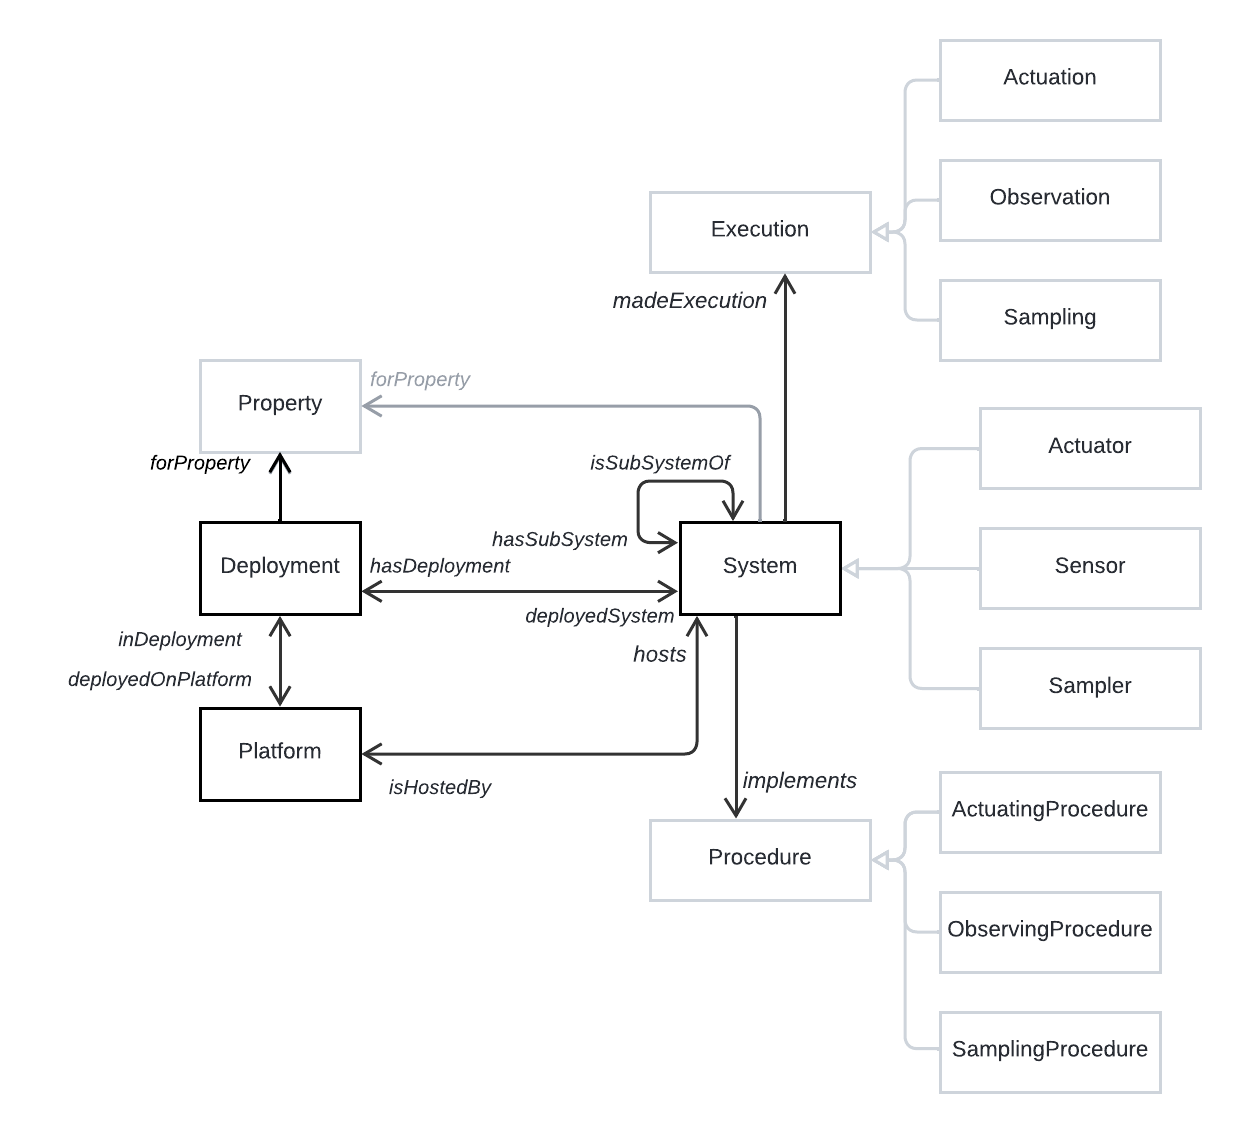 Actuation
Observation
Execution
madeExecution
Sampling
Property
forProperty
forProperty
isSubSystemOf
Actuator
hasSubSystem
Deployment
hasDeployment
System
Sensor
deployedSystem
inDeployment
hosts
deployedOnPlatform
Sampler
Platform
isHostedBy
implements
ActuatingProcedure
Procedure
ObservingProcedure
SamplingProcedure